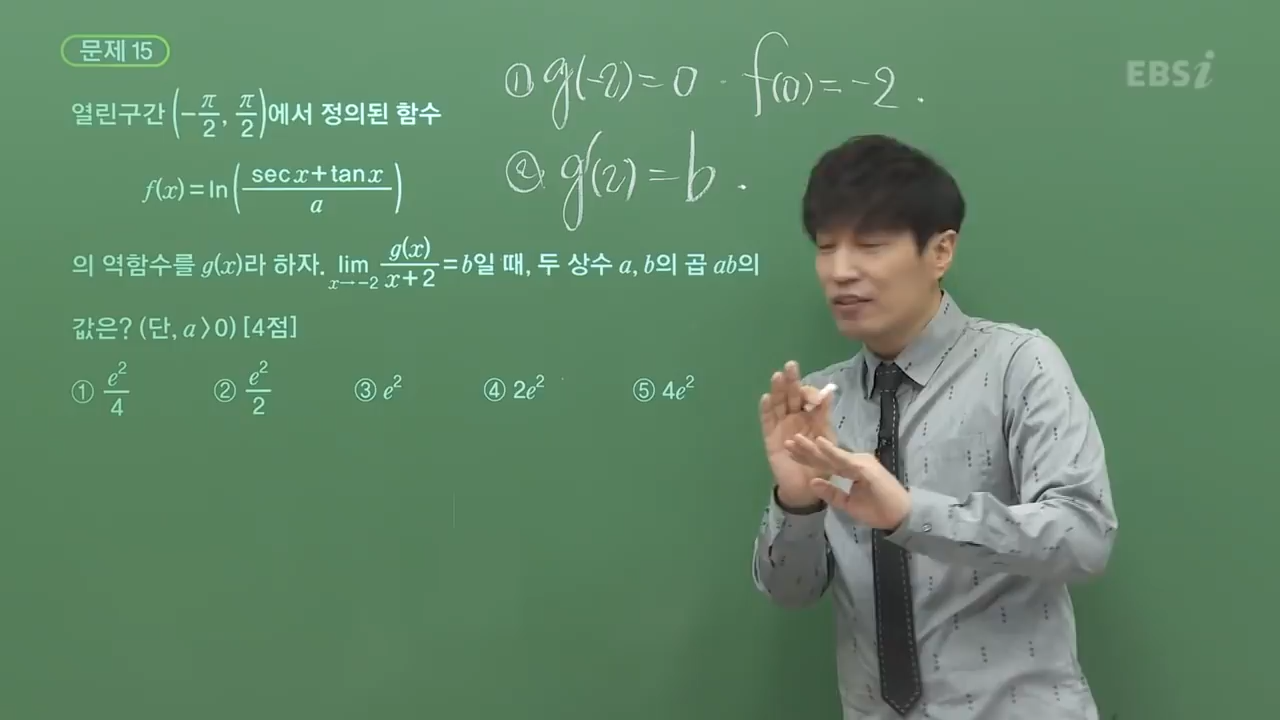 문제 15
열린구간 (-π/2, π/2)에서 정의된 함수
f(x)=ln(secx+tanx/a)
의 역함수를 g(x)라 하자. lim x→-2 g(x)/x+2=b일 때, 두 상수 a, b의 곱 ab의
값은? (단, a>0) [4점]
① e²/4 ② e²/2 ③ e² ④ 2e² ⑤ 4e²
① g(-2)=0 · f(0)=-2.
② g'(2)=b.
EBSi